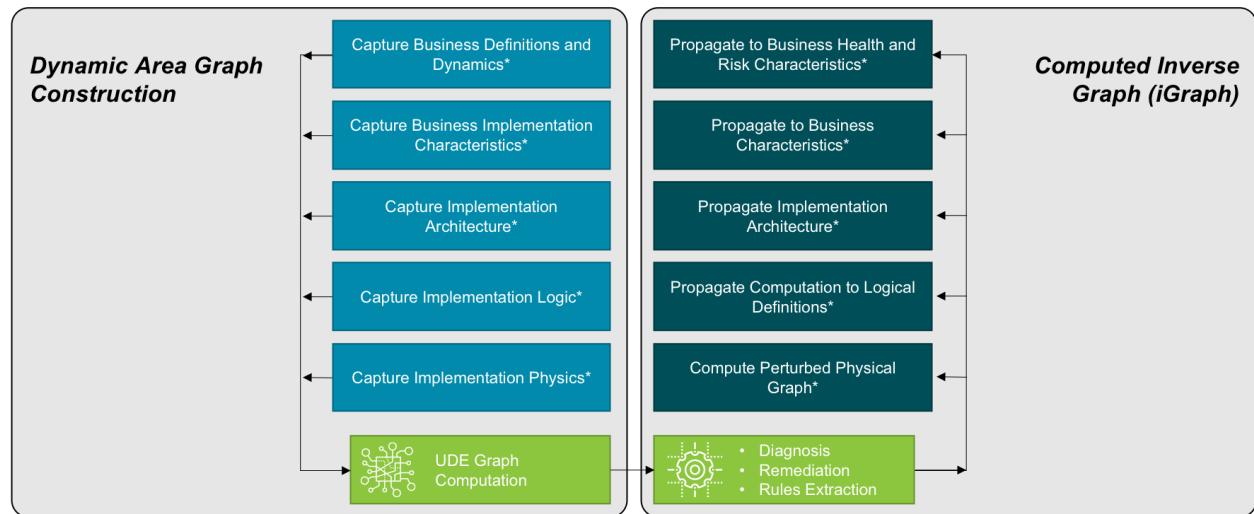 Dynamic Area Graph
Construction
Capture Business Definitions and
Dynamics*
Capture Business Implementation
Characteristics*
Capture Implementation
Architecture*
Capture Implementation Logic*
Capture Implementation Physics*
UDE Graph
Computation
Computed Inverse
Graph (iGraph)
Propagate to Business Health and
Risk Characteristics*
Propagate to Business
Characteristics*
Propagate Implementation
Architecture*
Propagate Computation to Logical
Definitions*
Compute Perturbed Physical
Graph*
• Diagnosis
• Remediation
• Rules Extraction